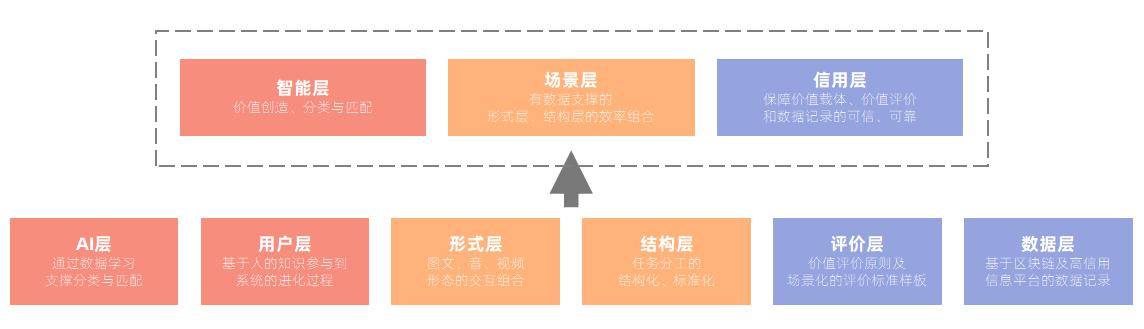 智能层
价值创造、分类与匹配
场景层
有数据支撑的
形式层、结构层的效率组合
信用层
保障价值载体、价值评价
和数据记录的可信、可靠
AI层
通过数据学习
支撑分类与匹配
用户层
基于人的知识参与到
系统的进化过程
形式层
图文、音、视频
形态的交互组合
结构层
任务分工的
结构化、标准化
评价层
价值评价原则及
场景化的评价标准样板
数据层
基于区块链及高信用
信息平台的数据记录